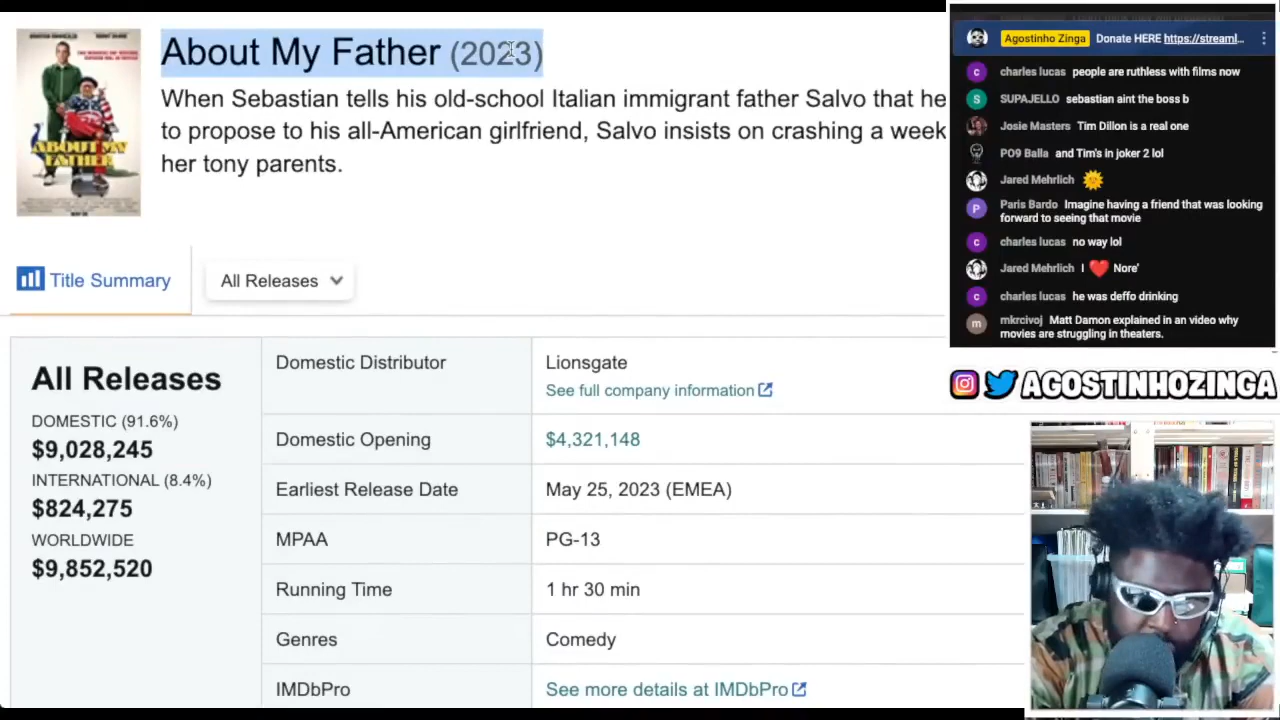 About My Father (2023)
When Sebastian tells his old-school Italian immigrant father Salvo that he
to propose to his all-American girlfriend, Salvo insists on crashing a week
her tony parents.
ABOUT MY
FATHER
Title Summary
All Releases
All Releases
DOMESTIC (91.6%)
$9,028,245
INTERNATIONAL (8.4%)
$824,275
WORLDWIDE
$9,852,520
Domestic Distributor
Lionsgate
See full company information
Domestic Opening
$4,321,148
Earliest Release Date
May 25, 2023 (EMEA)
MPAA
PG-13
Running Time
1 hr 30 min
Genres
Comedy
IMDbPro
See more details at IMDbPro
Agostinho Zinga Donate HERE https://streaml...
charles lucas people are ruthless with films now
SUPAJELLO sebastian aint the boss b
Josie Masters Tim Dillon is a real one
PO9 Balla and Tim's in joker 2 lol
Jared Mehrlich 🌞
Paris Bardo Imagine having a friend that was looking
forward to seeing that movie
charles lucas no way lol
Jared Mehrlich I ❤️ Nore'
charles lucas he was deffo drinking
mkrcivoj Matt Damon explained in an video why
movies are struggling in theaters.
AGOSTINHOZINGA